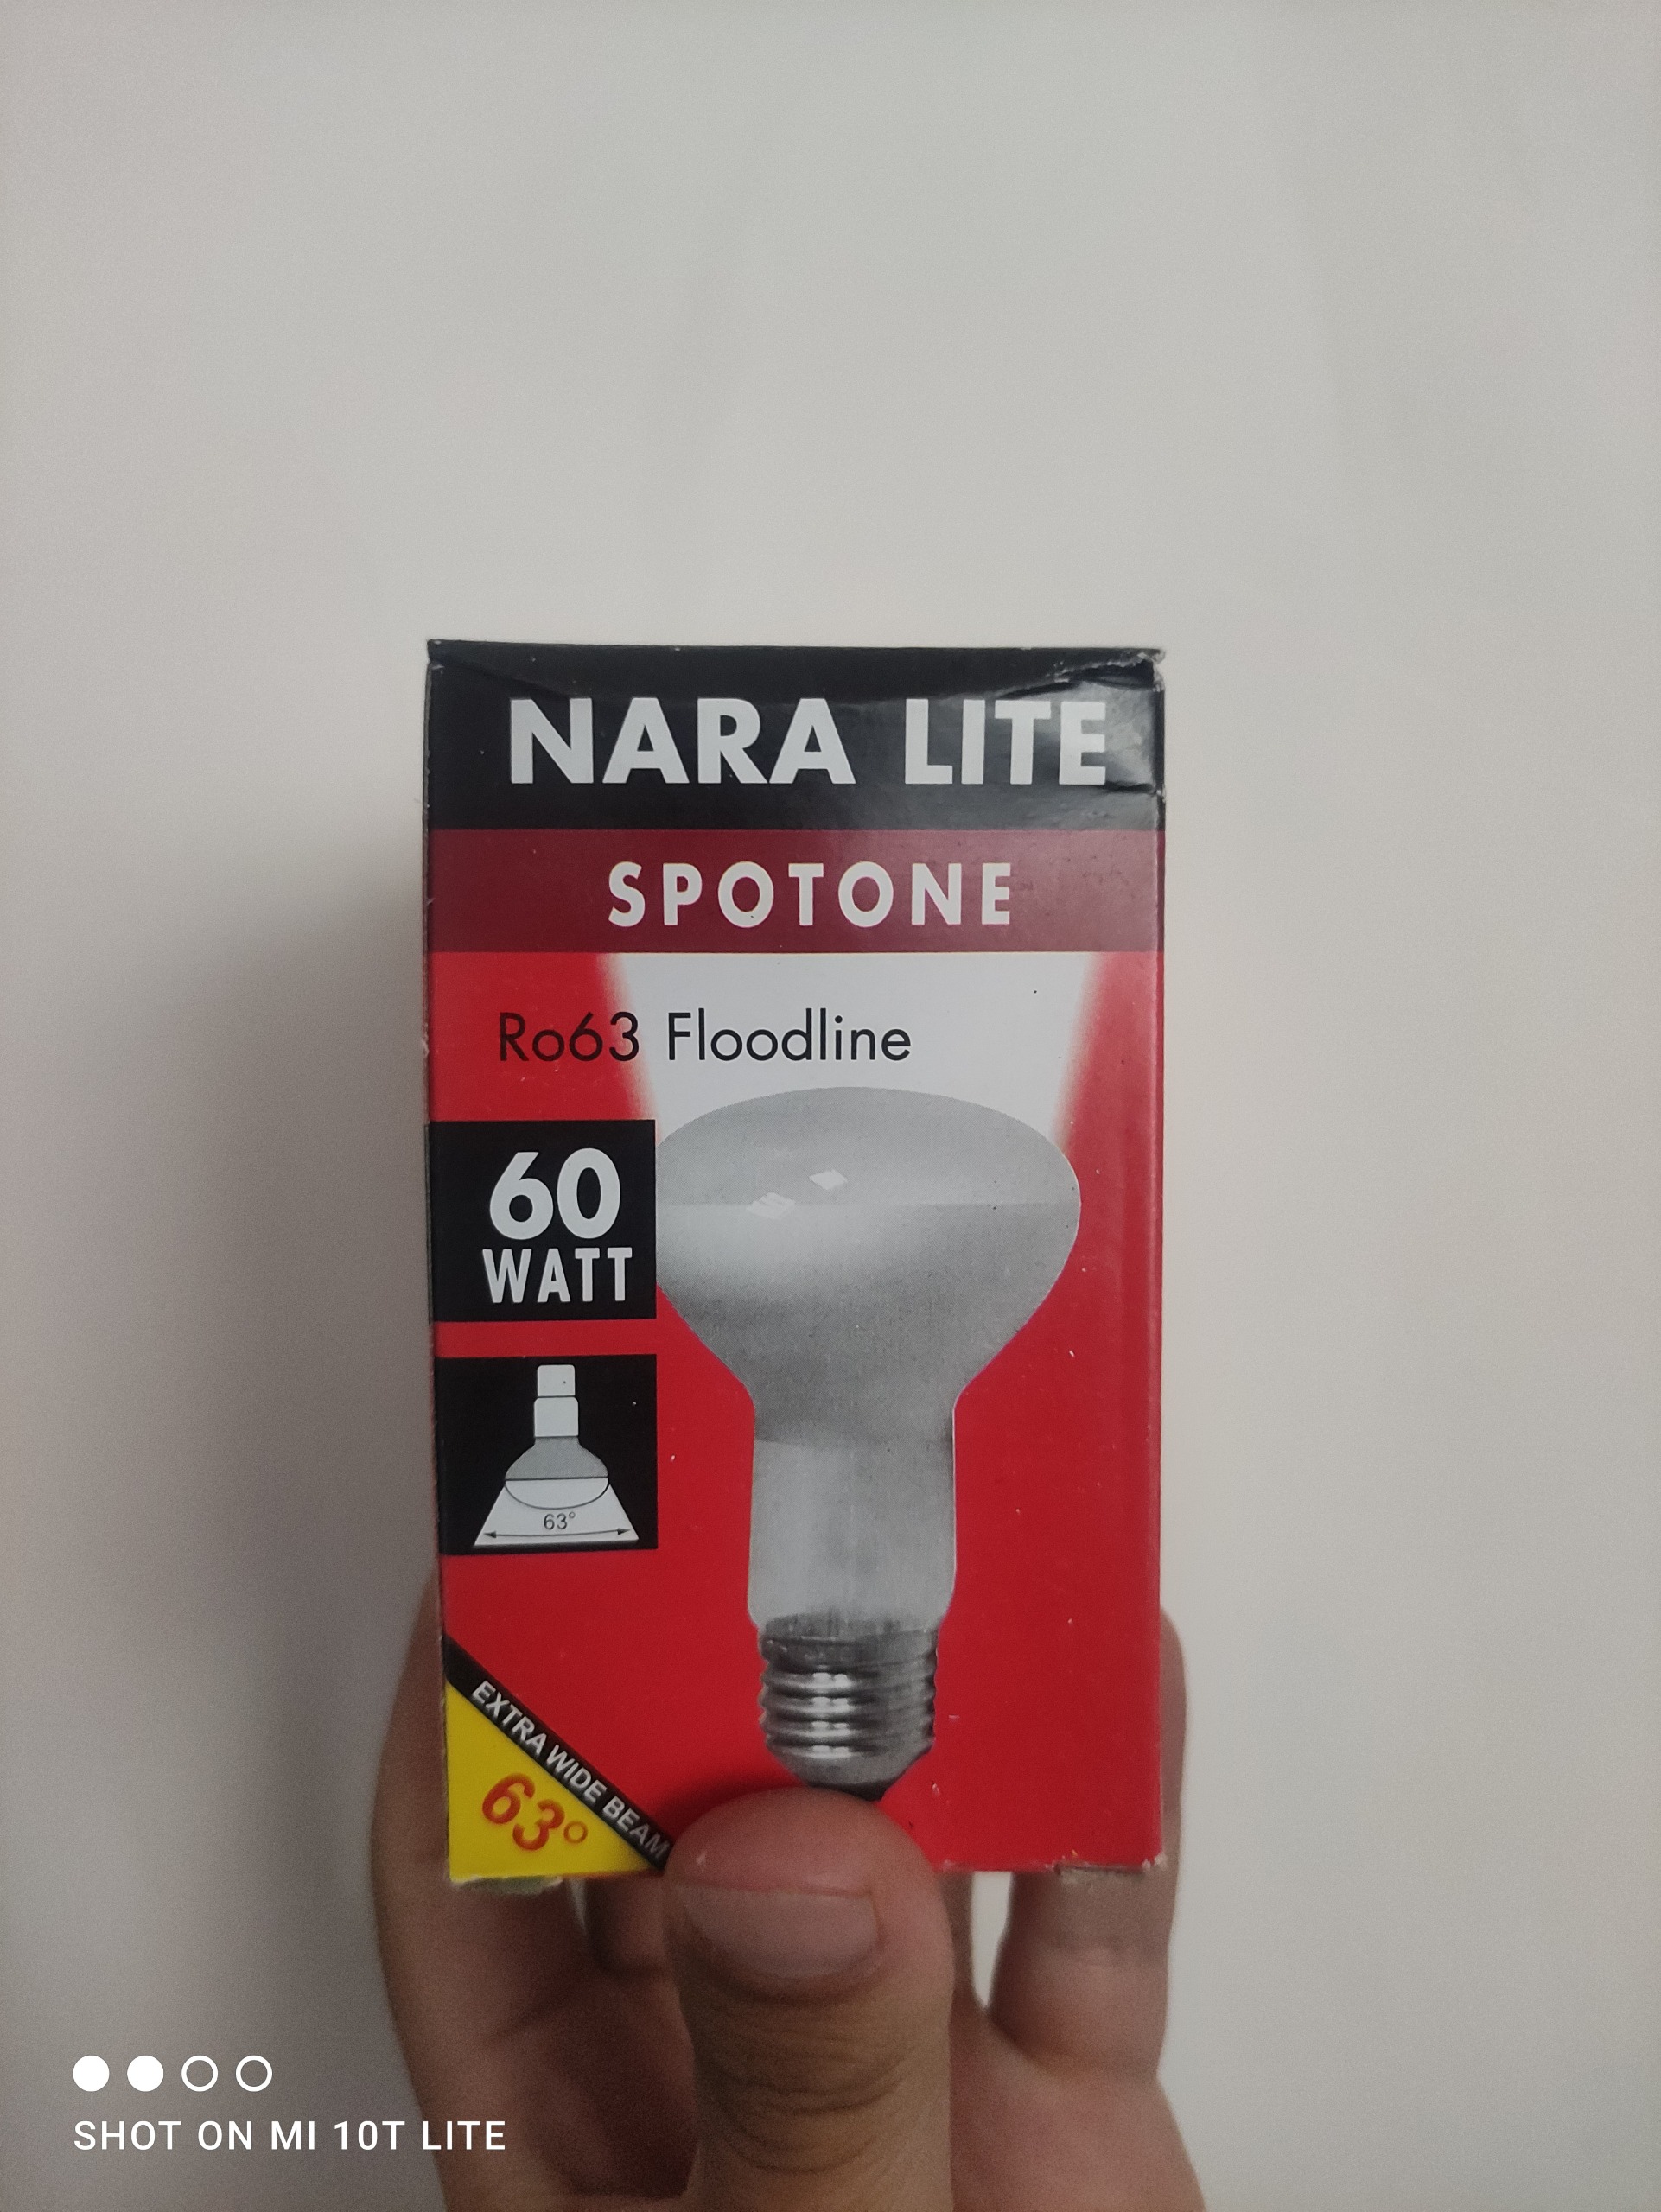 NARA LITE
SPOTONE
Ro63 Floodline
60
WATT
63°
EXTRA WIDE BEAM
63°
SHOT ON MI 10T LITE